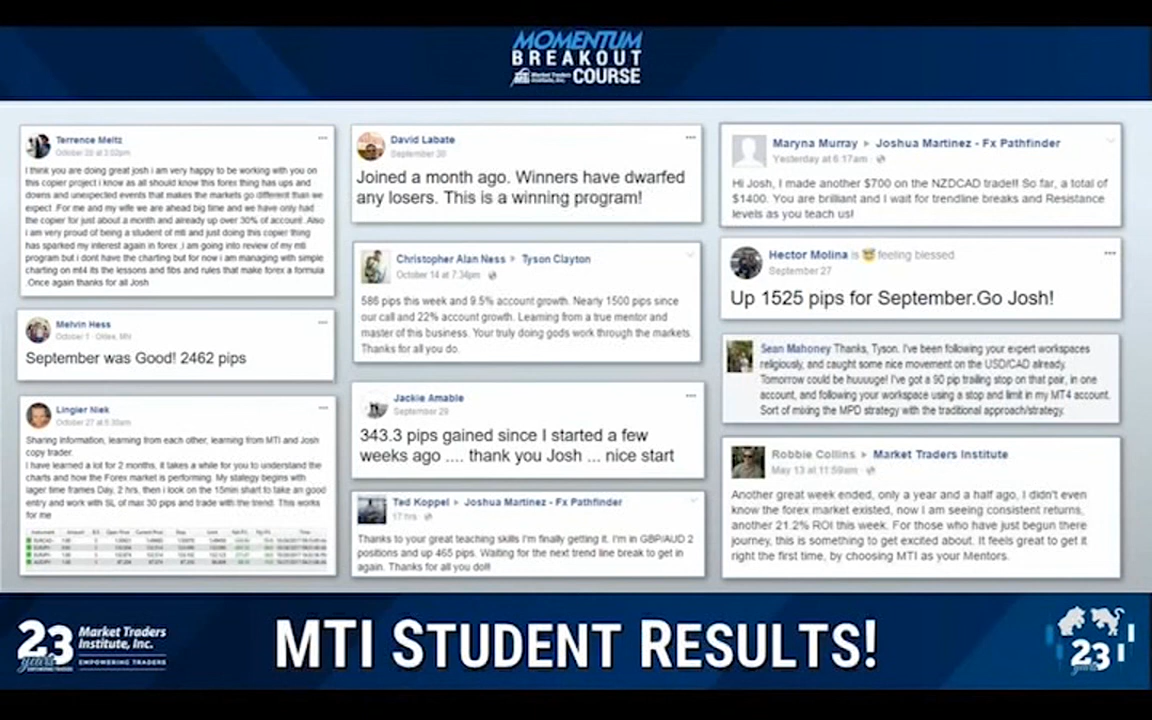 MOMENTUM
BREAKOUT
Market Traders
Institute, Inc.
COURSE
Terrence Meltz
October 23 at 2:02pm
I think you are doing great josh i am very happy to be working with you on
this copier project i know as all should know this forex thing has ups and
downs and unexpected events that makes the markets go different than we
expect .For me and my wife we are ahead big time and we have only had
the copier for just about a month and already up over 30% of account. Also
i am very proud of being a student of mti and just doing this copier thing
has sparked my interest again in forex .I am going into review of my mti
program but i dont have the charting but for now i am managing with simple
charting on mt4 its the lessons and fibs and rules that make forex a formula
.Once again thanks for all Josh
Melvin Hess
October 1
MN
September was Good! 2462 pips
Lingier Niek
October 27 at 6:30am
Sharing Information, learning from each other, learning from MTI and Josh
copy trader.
I have learned a lot for 2 months, it takes a while for you to understand the
charts and how the Forex market is performing. My stategy begins with
lager time frames Day, 2 hrs, then i look on the 15min shart to take an good
entry and work with SL of max 30 pips and trade with the trend. This works
for me
David Labate
September 30
Joined a month ago. Winners have dwarfed
any losers. This is a winning program!
Christopher Alan Ness ▸ Tyson Clayton
October 14 at 7:34pm
586 pips this week and 9.5% account growth. Nearly 1500 pips since
our call and 22% account growth. Learning from a true mentor and
master of this business. Your truly doing gods work through the markets.
Thanks for all you do.
Jackie Amable
September 29
343.3 pips gained since I started a few
weeks ago .... thank you Josh ... nice start
Ted Koppel ▸ Joshua Martinez - Fx Pathfinder
17 hrs
Thanks to your great teaching skills I'm finally getting it. I'm in GBP/AUD 2
positions and up 465 pips. Waiting for the next trend line break to get in
again. Thanks for all you do!!
Maryna Murray ▸ Joshua Martinez - Fx Pathfinder
Yesterday at 6:17am
Hi Josh, I made another $700 on the NZDCAD trade!! So far, a total of
$1400. You are brilliant and I wait for trendline breaks and Resistance
levels as you teach us!
Hector Molina is feeling blessed
September 27
Up 1525 pips for September.Go Josh!
Sean Mahoney Thanks, Tyson. I've been following your expert workspaces
religiously, and caught some nice movement on the USD/CAD already.
Tomorrow could be huuuuge! I've got a 90 pip trailing stop on that pair, in one
account, and following your workspace using a stop and limit in my MT4 account.
Sort of mixing the MPD strategy with the traditional approach/strategy.
Robbie Collins ▸ Market Traders Institute
May 13 at 11:59am
Another great week ended, only a year and a half ago, I didn't even
know the forex market existed, now I am seeing consistent returns,
another 21.2% ROI this week. For those who have just begun there
journey, this is something to get excited about. It feels great to get it
right the first time, by choosing MTI as your Mentors.
23 years
Market Traders
Institute, Inc.
EMPOWERING TRADERS
MTI STUDENT RESULTS!
23
years